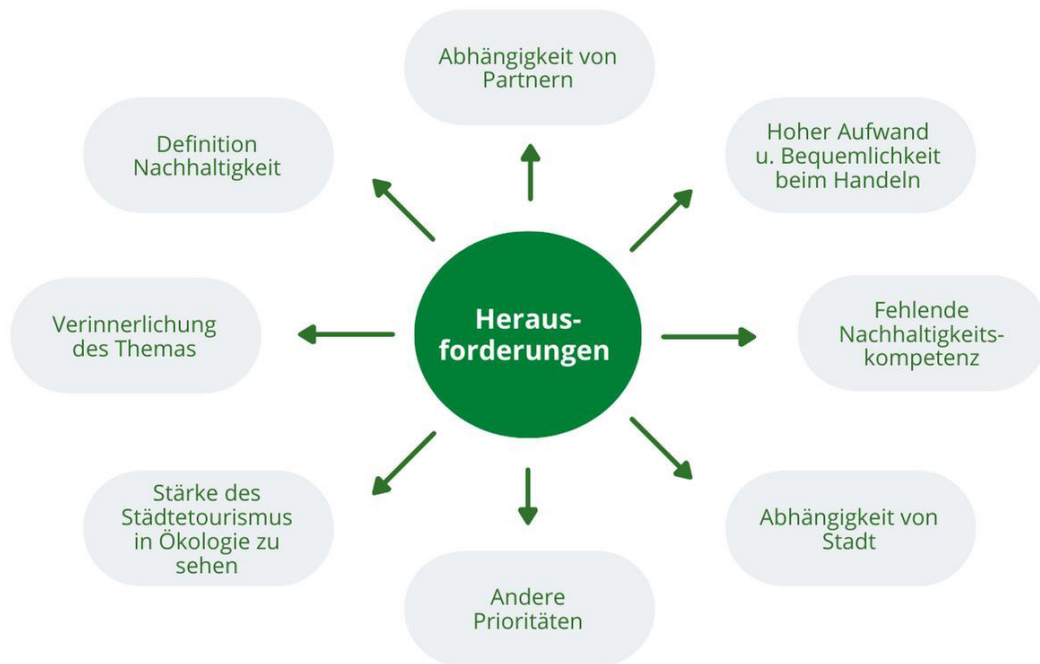 Abhängigkeit von
Partnern
Definition
Nachhaltigkeit
Hoher Aufwand
u. Bequemlichkeit
beim Handeln
Verinnerlichung
des Themas
Heraus-
forderungen
Fehlende
Nachhaltigkeits-
kompetenz
Stärke des
Städtetourismus
in Ökologie zu
sehen
Abhängigkeit von
Stadt
Andere
Prioritäten